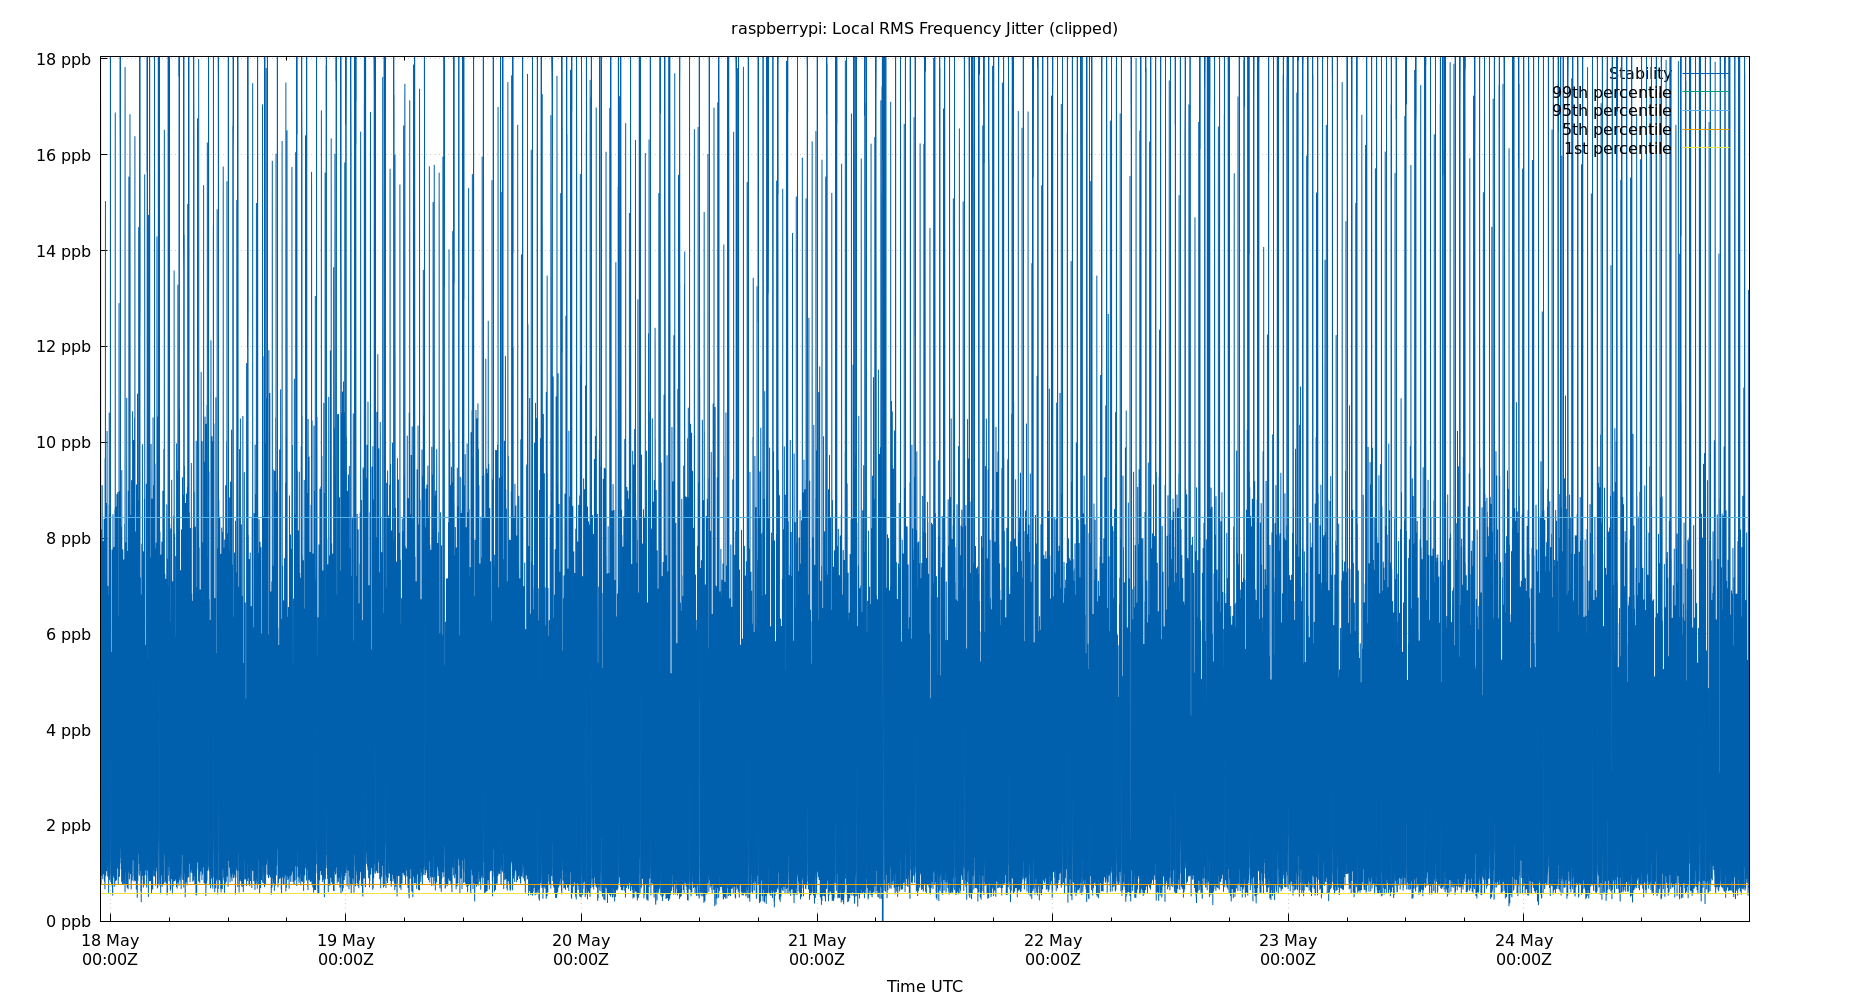 raspberrypi: Local RMS Frequency Jitter (clipped)
18 ppb
16 ppb
14 ppb
12 ppb
10 ppb
8 ppb
6 ppb
4 ppb
2 ppb
0 ppb
Stability
99th percentile
95th percentile
5th percentile
1st percentile
18 May 19 May 20 May 21 May 22 May 23 May 24 May
00:00Z 00:00Z 00:00Z 00:00Z 00:00Z 00:00Z 00:00Z
Time UTC